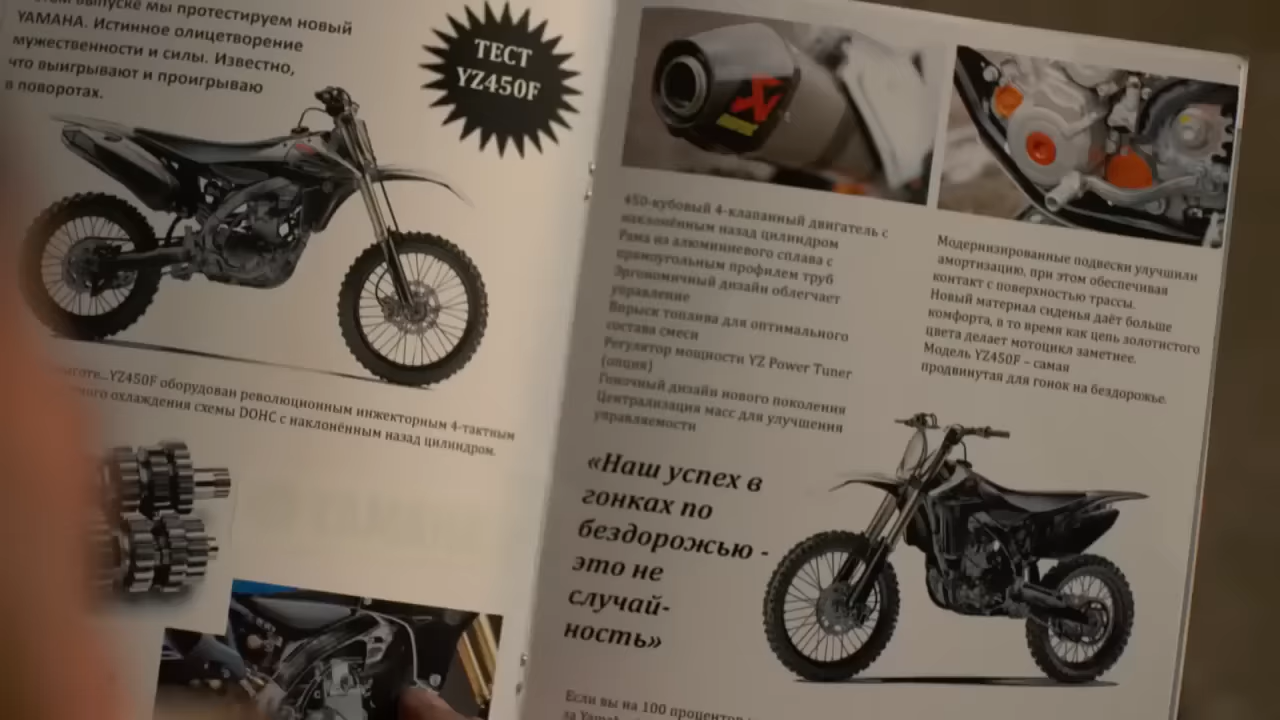 выпуске мы протестируем новый
YAMAHA. Истинное олицетворение
мужественности и силы. Известно,
что выигрывают и проигрываю
в поворотах.
ТЕСТ
YZ450F
YZ450F оборудован революционным инжекторным 4-тактным
охлаждения схемы DOHC с наклонённым назад цилиндром.
450-кубовый 4-клапанный двигатель с
наклонённым назад цилиндром
Рама из алюминиевого сплава с
прямоугольным профилем труб
Эргономичный дизайн облегчает
управление
Впрыск топлива для оптимального
состава смеси
Регулятор мощности YZ Power Tuner
(опция)
Гоночный дизайн нового поколения
Централизация масс для улучшения
управляемости
Модернизированные подвески улучшили
амортизацию, при этом обеспечивая
контакт с поверхностью трассы.
Новый материал сиденья даёт больше
комфорта, в то время как цепь золотистого
цвета делает мотоцикл заметнее.
Модель YZ450F – самая
продвинутая для гонок на бездорожье.
«Наш успех в
гонках по
бездорожью -
это не
случай-
ность»
Если вы на 100 процентов
за